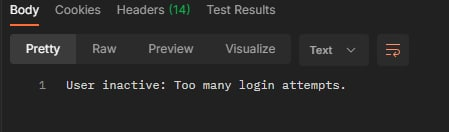 Body Cookies Headers (14) Test Results
Pretty Raw Preview Visualize Text
1 User inactive: Too many login attempts.